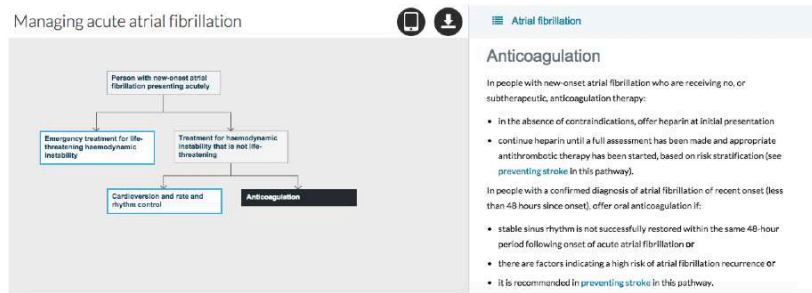 Managing acute atrial fibrillation
Person with new-onset atrial
fibrillation presenting acutely
Emergency treatment for life-
threatening haemodynamic
instability
Treatment for haemodynamic
instability that is not life-
threatening
Cardioversion and rate and
rhythm control
Anticoagulation
Atrial fibrillation
Anticoagulation
In people with new-onset atrial fibrillation who are receiving no, or
subtherapeutic, anticoagulation therapy:
• in the absence of contraindications, offer heparin at initial presentation
• continue heparin until a full assessment has been made and appropriate
antithrombotic therapy has been started, based on risk stratification (see
preventing stroke in this pathway).
In people with a confirmed diagnosis of atrial fibrillation of recent onset (less
than 48 hours since onset), offer oral anticoagulation if:
• stable sinus rhythm is not successfully restored within the same 48-hour
period following onset of acute atrial fibrillation or
• there are factors indicating a high risk of atrial fibrillation recurrence or
• it is recommended in preventing stroke in this pathway.